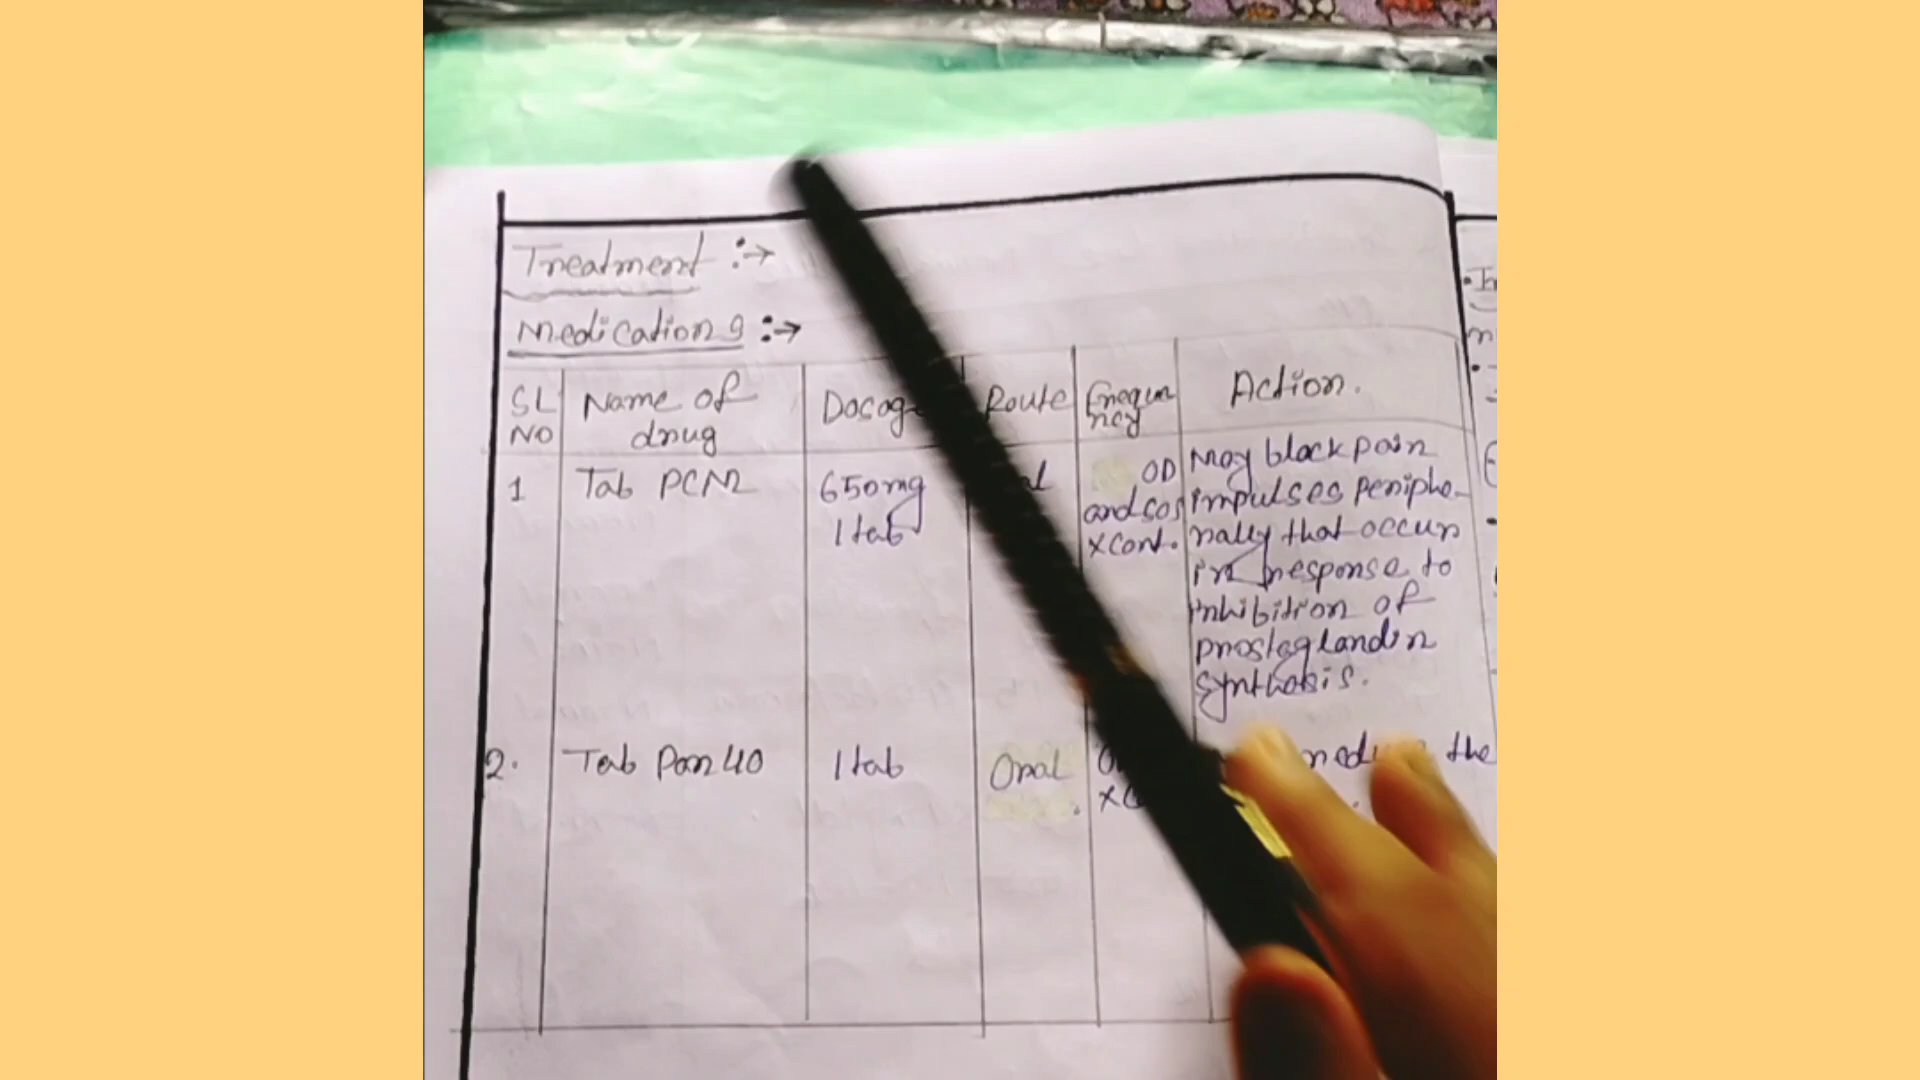 Treatment :→
Medications :→
SL NO
Name of drug
Route
Frequency
Action.
1
Tab PCM
650mg
1 tab
OD
and SOS
x cont.
May block pain
impulses periphe-
rally that occur
in response to
inhibition of
prostaglandin
synthesis.
2.
Tab Pan 40
1 tab
Oral
the